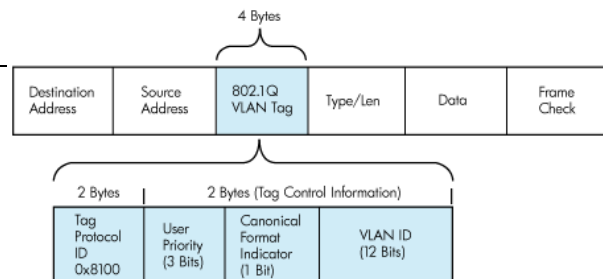 4 Bytes
Destination
Address
Source
Address
802.1Q
VLAN Tag
Type/Len
Data
Frame
Check
2 Bytes
2 Bytes (Tag Control Information)
Tag
Protocol
ID
0x8100
User
Priority
(3 Bits)
Canonical
Format
Indicator
(1 Bit)
VLAN ID
(12 Bits)